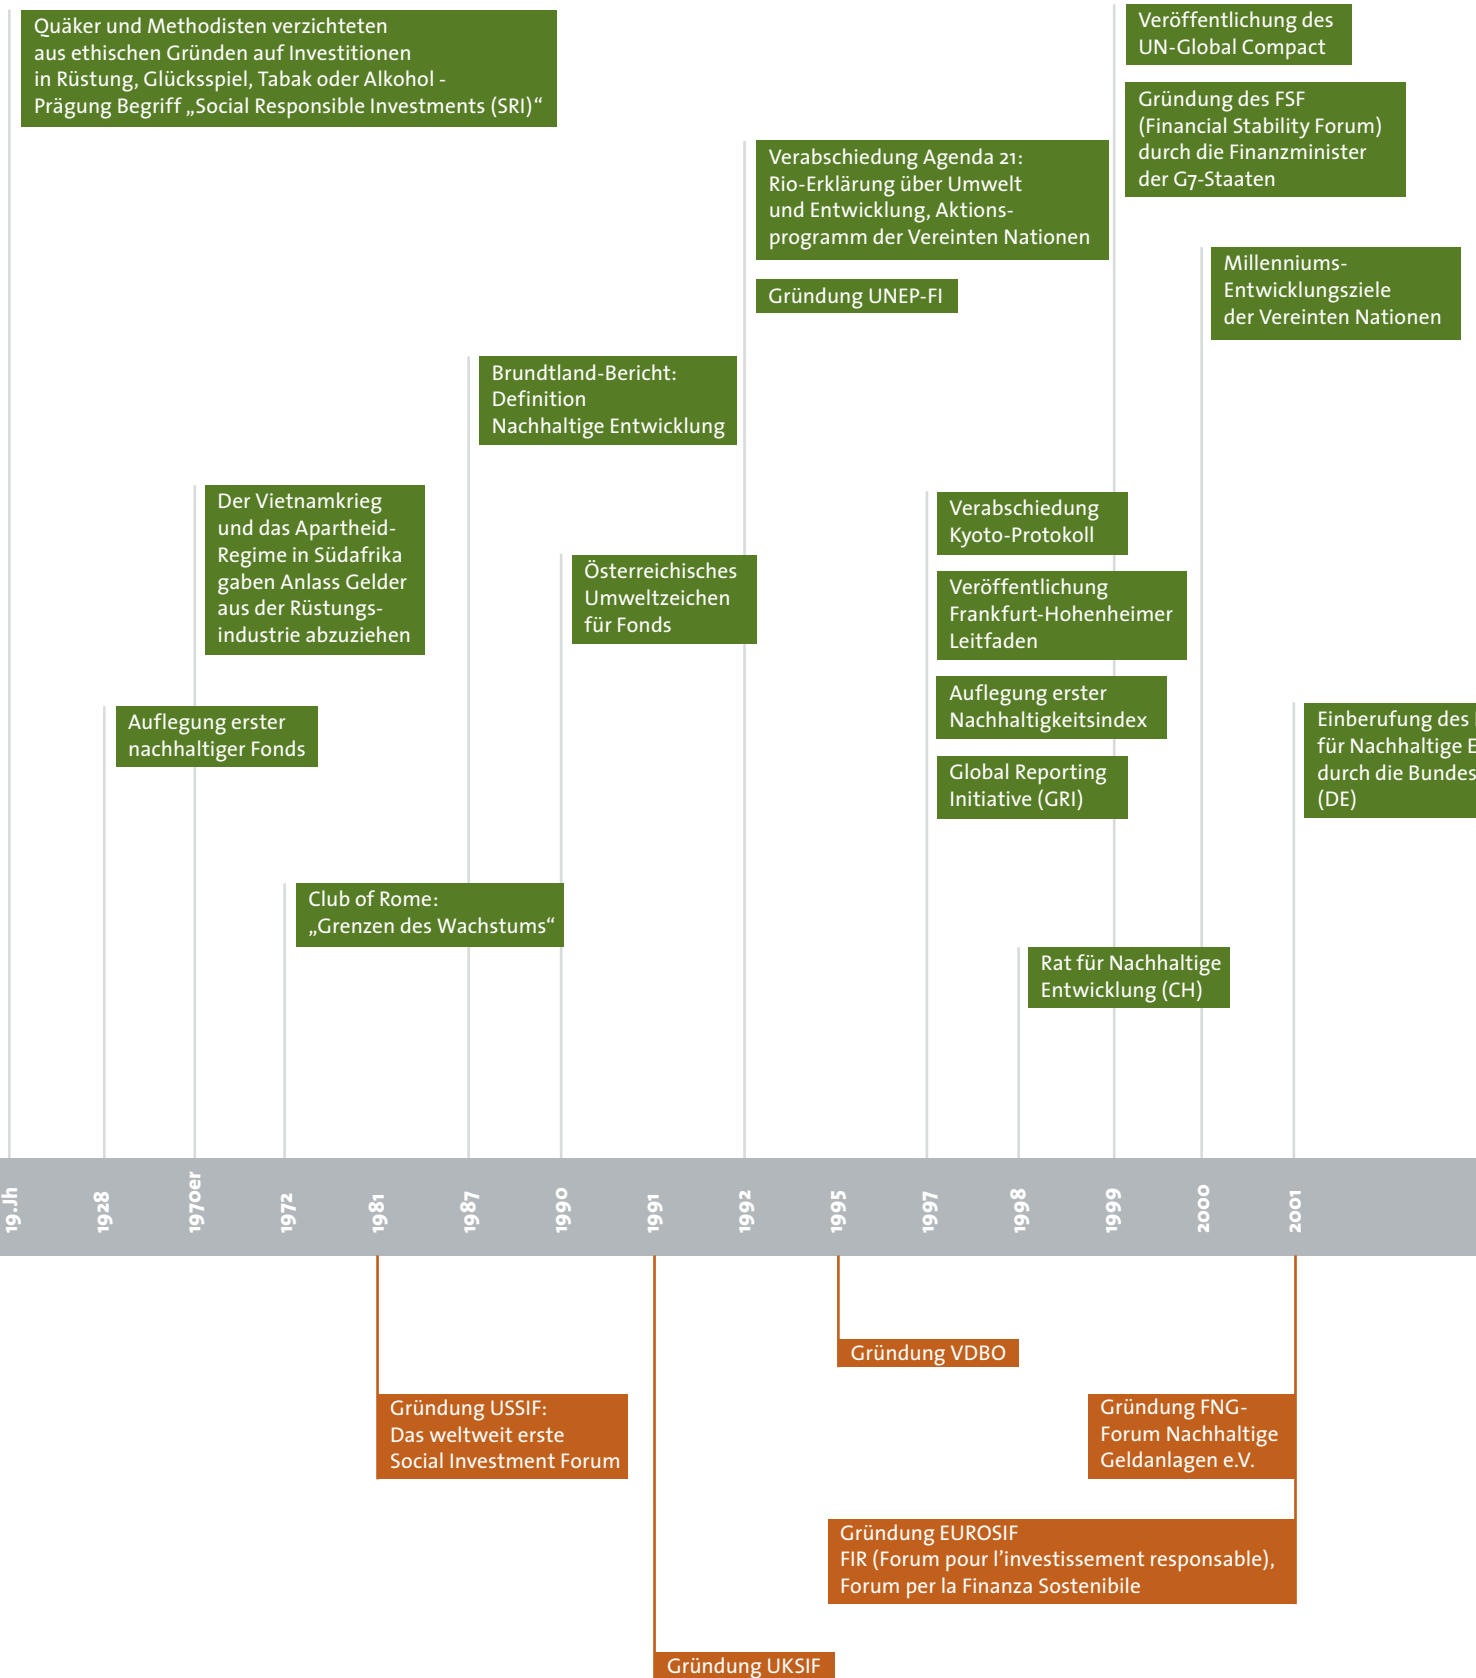 Quäker und Methodisten verzichteten
aus ethischen Gründen auf Investitionen
in Rüstung, Glücksspiel, Tabak oder Alkohol -
Prägung Begriff „Social Responsible Investments (SRI)“
Veröffentlichung des
UN-Global Compact
Gründung des FSF
(Financial Stability Forum)
durch die Finanzminister
der G7-Staaten
Verabschiedung Agenda 21:
Rio-Erklärung über Umwelt
und Entwicklung, Aktions-
programm der Vereinten Nationen
Gründung UNEP-FI
Millenniums-
Entwicklungsziele
der Vereinten Nationen
Brundtland-Bericht:
Definition
Nachhaltige Entwicklung
Der Vietnamkrieg
und das Apartheid-
Regime in Südafrika
gaben Anlass Gelder
aus der Rüstungs-
industrie abzuziehen
Österreichisches
Umweltzeichen
für Fonds
Verabschiedung
Kyoto-Protokoll
Veröffentlichung
Frankfurt-Hohenheimer
Leitfaden
Auflegung erster
Nachhaltigkeitsindex
Global Reporting
Initiative (GRI)
Auflegung erster
nachhaltiger Fonds
Einberufung des
für Nachhaltige E
durch die Bundes
(DE)
Club of Rome:
„Grenzen des Wachstums“
Rat für Nachhaltige
Entwicklung (CH)
19.Jh
1928
1970er
1972
1981
1987
1990
1991
1992
1995
1997
1998
1999
2000
2001
Gründung VDBO
Gründung USSIF:
Das weltweit erste
Social Investment Forum
Gründung FNG-
Forum Nachhaltige
Geldanlagen e.V.
Gründung EUROSIF
FIR (Forum pour l’investissement responsable),
Forum per la Finanza Sostenibile
Gründung UKSIF